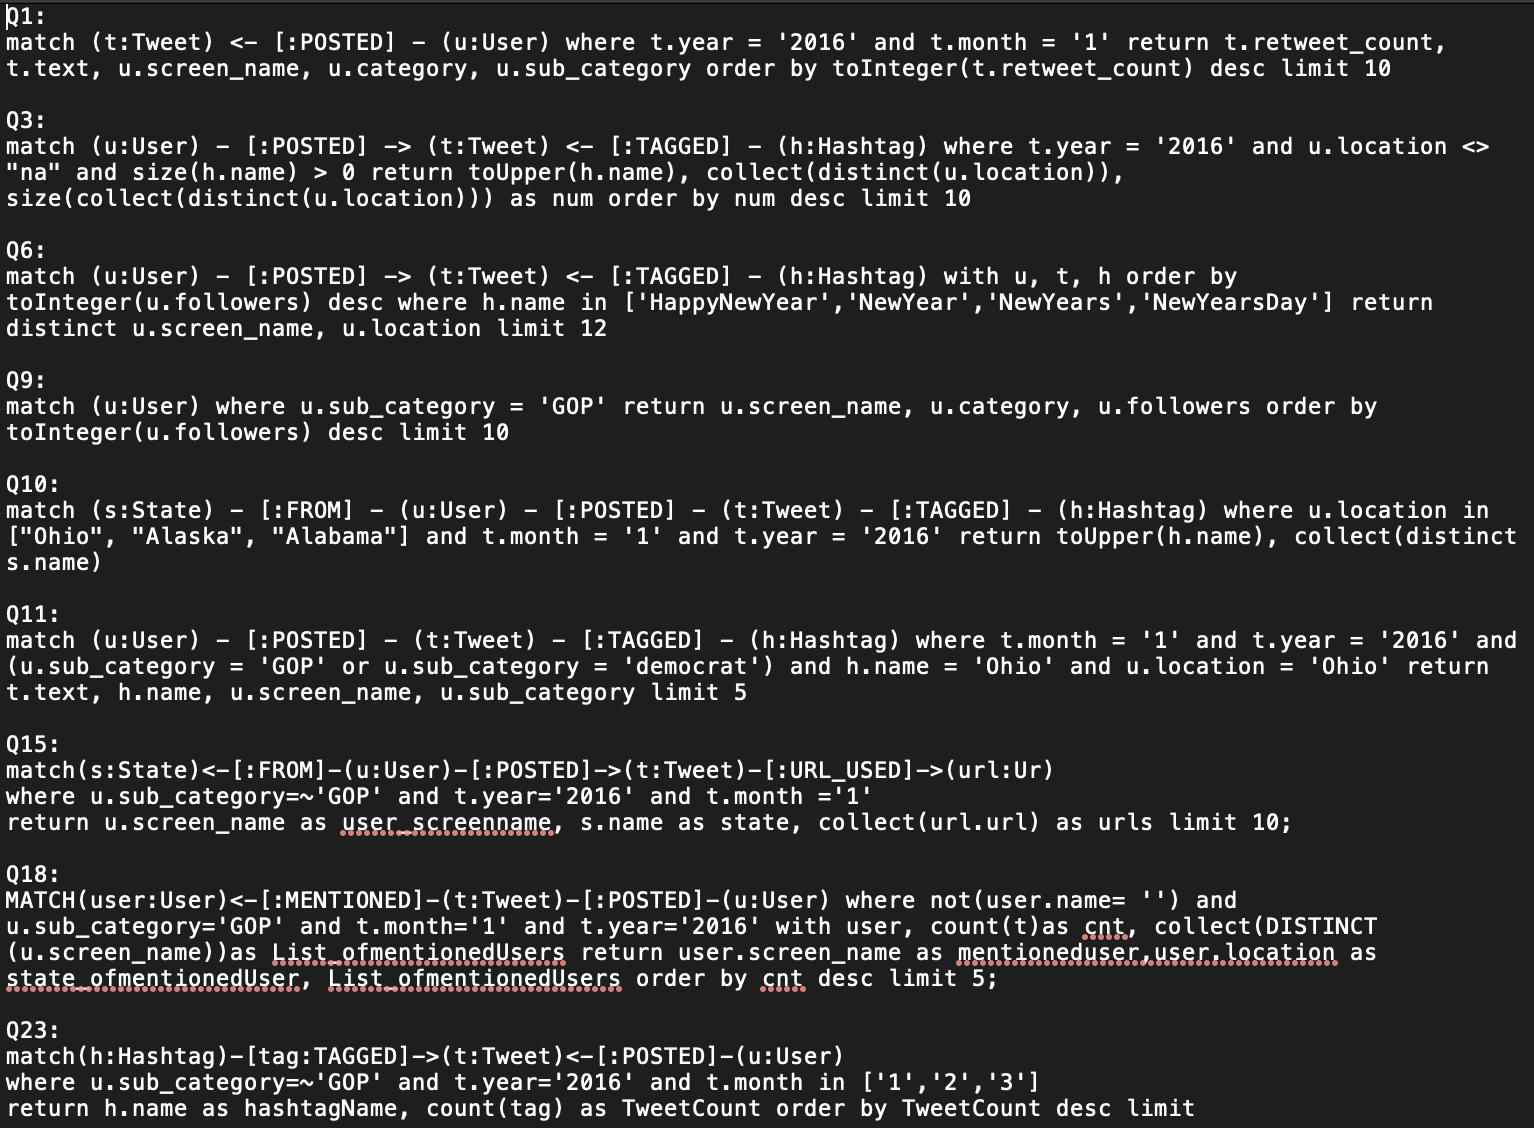 Q1:
match (t:Tweet) <- [:POSTED] - (u:User) where t.year = '2016' and t.month = '1' return t.retweet_count,
t.text, u.screen_name, u.category, u.sub_category order by toInteger(t.retweet_count) desc limit 10
Q3:
match (u:User) - [:POSTED] -> (t:Tweet) <- [:TAGGED] - (h:Hashtag) where t.year = '2016' and u.location <>
"na" and size(h.name) > 0 return toUpper(h.name), collect(distinct(u.location)),
size(collect(distinct(u.location))) as num order by num desc limit 10
Q6:
match (u:User) - [:POSTED] -> (t:Tweet) <- [:TAGGED] - (h:Hashtag) with u, t, h order by
toInteger(u.followers) desc where h.name in ['HappyNewYear','NewYear','NewYears','NewYearsDay'] return
distinct u.screen_name, u.location limit 12
Q9:
match (u:User) where u.sub_category = 'GOP' return u.screen_name, u.category, u.followers order by
toInteger(u.followers) desc limit 10
Q10:
match (s:State) - [:FROM] - (u:User) - [:POSTED] - (t:Tweet) - [:TAGGED] - (h:Hashtag) where u.location in
["Ohio", "Alaska", "Alabama"] and t.month = '1' and t.year = '2016' return toUpper(h.name), collect(distinct
s.name)
Q11:
match (u:User) - [:POSTED] - (t:Tweet) - [:TAGGED] - (h:Hashtag) where t.month = '1' and t.year = '2016' and
(u.sub_category = 'GOP' or u.sub_category = 'democrat') and h.name = 'Ohio' and u.location = 'Ohio' return
t.text, h.name, u.screen_name, u.sub_category limit 5
Q15:
match(s:State)<-[:FROM]-(u:User)-[:POSTED]->(t:Tweet)-[:URL_USED]->(url:Ur)
where u.sub_category=~'GOP' and t.year='2016' and t.month ='1'
return u.screen_name as user_screenname, s.name as state, collect(url.url) as urls limit 10;
Q18:
MATCH(user:User)<-[:MENTIONED]-(t:Tweet)-[:POSTED]-(u:User) where not(user.name= '') and
u.sub_category='GOP' and t.month='1' and t.year='2016' with user, count(t)as cnt, collect(DISTINCT
(u.screen_name))as List_ofmentionedUsers return user.screen_name as mentioneduser,user.location as
state_ofmentionedUser, List_ofmentionedUsers order by cnt desc limit 5;
Q23:
match(h:Hashtag)-[tag:TAGGED]->(t:Tweet)<-[:POSTED]-(u:User)
where u.sub_category=~'GOP' and t.year='2016' and t.month in ['1','2','3']
return h.name as hashtagName, count(tag) as TweetCount order by TweetCount desc limit